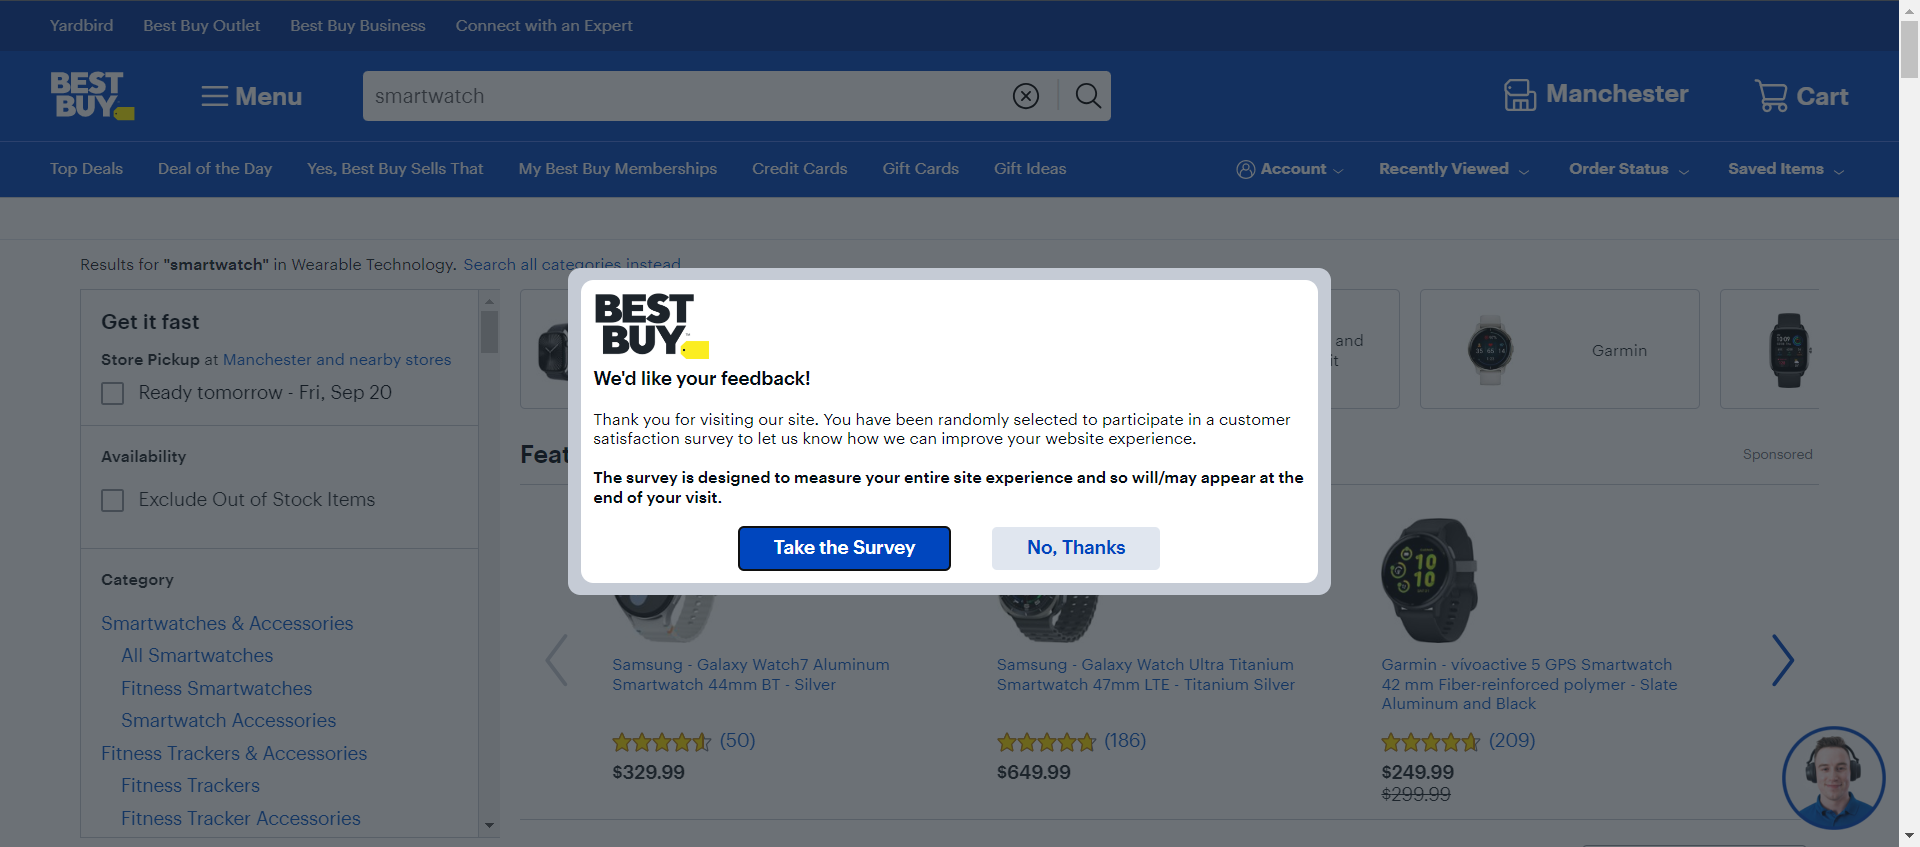 Yardbird Best Buy Outlet Best Buy Business Connect with an Expert
BEST BUY
Menu
smartwatch
Manchester
Cart
Top Deals Deal of the Day Yes, Best Buy Sells That My Best Buy Memberships Credit Cards Gift Cards Gift Ideas Account Recently Viewed Order Status Saved Items
Results for "smartwatch" in Wearable Technology. Search all categories instead
Get it fast
Store Pickup at Manchester and nearby stores
Ready tomorrow - Fri, Sep 20
Availability
Exclude Out of Stock Items
Category
Smartwatches & Accessories
All Smartwatches
Fitness Smartwatches
Smartwatch Accessories
Fitness Trackers & Accessories
Fitness Trackers
Fitness Tracker Accessories
and
Garmin
Sponsored
BEST
BUY
We'd like your feedback!
Thank you for visiting our site. You have been randomly selected to participate in a customer
satisfaction survey to let us know how we can improve your website experience.
The survey is designed to measure your entire site experience and so will/may appear at the
end of your visit.
Take the Survey
No, Thanks
Samsung - Galaxy Watch7 Aluminum
Smartwatch 44mm BT - Silver
(50)
$329.99
Samsung - Galaxy Watch Ultra Titanium
Smartwatch 47mm LTE - Titanium Silver
(186)
$649.99
10
10
Garmin - vívoactive 5 GPS Smartwatch
42 mm Fiber-reinforced polymer - Slate
Aluminum and Black
(209)
$249.99
$299.99